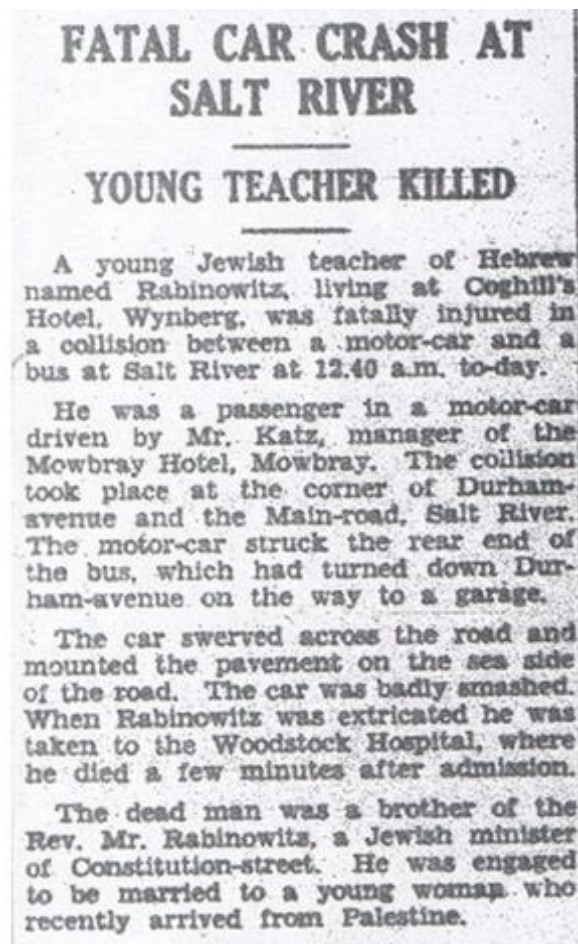 FATAL CAR CRASH AT
SALT RIVER
YOUNG TEACHER KILLED
A young Jewish teacher of Hebrew
named Rabinowitz, living at Coghill's
Hotel, Wynberg, was fatally injured in
a collision between a motor-car and a
bus at Salt River at 12.40 a.m. to-day.
He was a passenger in a motor-car
driven by Mr. Katz, manager of the
Mowbray Hotel, Mowbray. The collision
took place at the corner of Durham-
avenue and the Main-road, Salt River.
The motor-car struck the rear end of
the bus, which had turned down Dur-
ham-avenue on the way to a garage.
The car swerved across the road and
mounted the pavement on the sea side
of the road. The car was badly smashed.
When Rabinowitz was extricated he was
taken to the Woodstock Hospital, where
he died a few minutes after admission.
The dead man was a brother of the
Rev. Mr. Rabinowitz, a Jewish minister
of Constitution-street. He was engaged
to be married to a young woman who
recently arrived from Palestine.